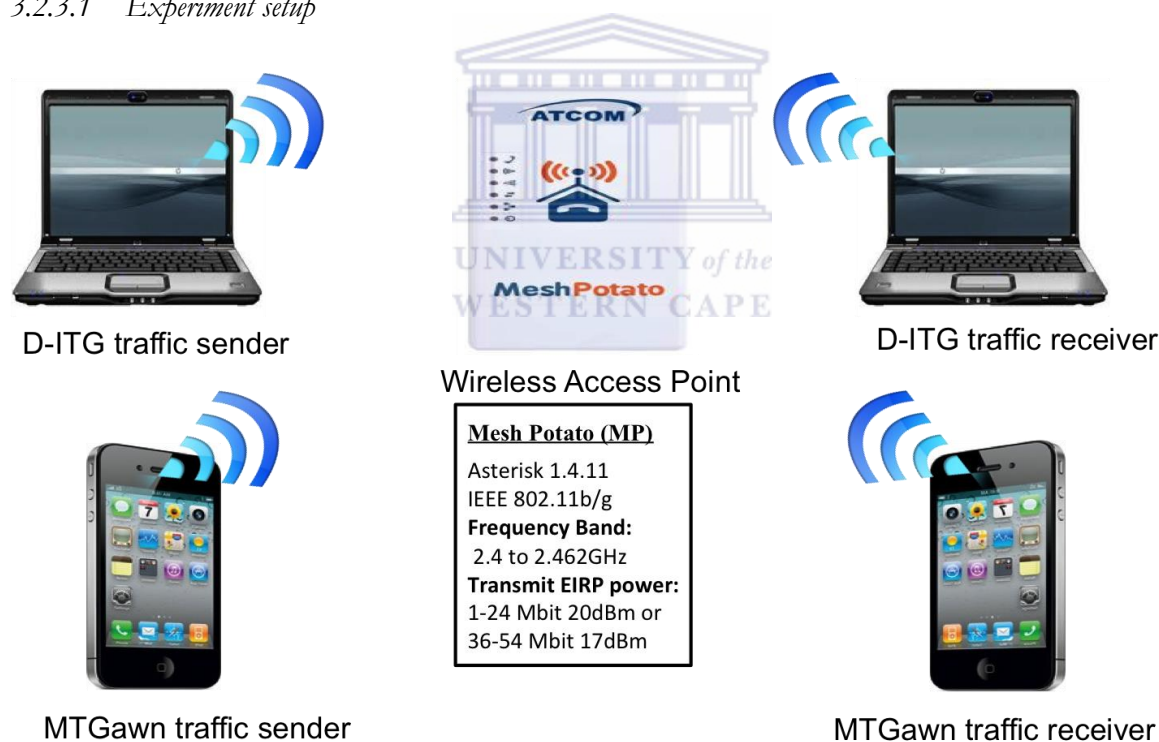 3.2.3.1 Experiment setup
ATCOM
UNIVERSITY of the
MeshPotato
WESTERN CAPE
D-ITG traffic sender
D-ITG traffic receiver
Wireless Access Point
Mesh Potato (MP)
Asterisk 1.4.11
IEEE 802.11b/g
Frequency Band:
2.4 to 2.462GHz
Transmit EIRP power:
1-24 Mbit 20dBm or
36-54 Mbit 17dBm
MTGawn traffic sender
MTGawn traffic receiver